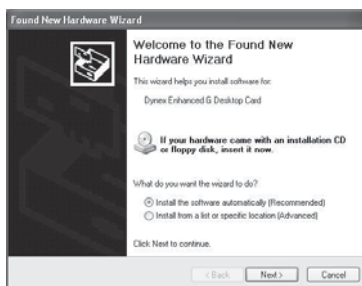 Found New Hardware Wizard
Welcome to the Found New
Hardware Wizard
This wizard helps you install software for:
Dynex Enhanced G Desktop Card
If your hardware came with an installation CD
or floppy disk, insert it now.
What do you want the wizard to do?
Install the software automatically (Recommended)
Install from a list or specific location (Advanced)
Click Next to continue.
< Back
Next >
Cancel